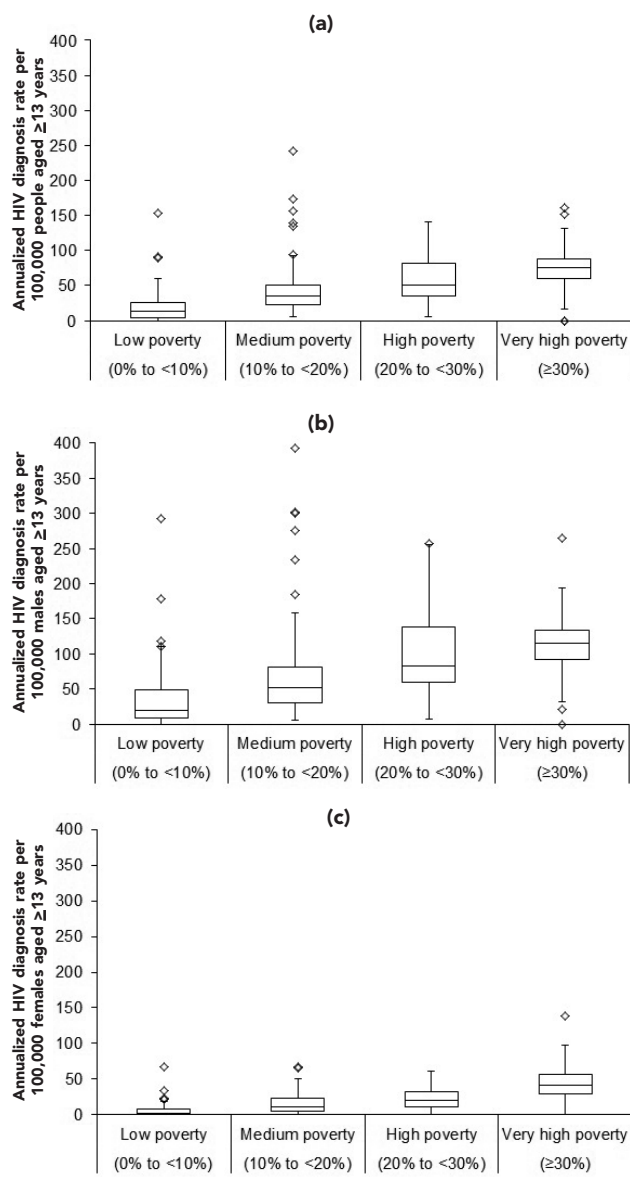 (a)
Annualized HIV diagnosis rate per
100,000 people aged ≥13 years
400
350
300
250
200
150
100
50
0
Low poverty
(0% to <10%)
Medium poverty
(10% to <20%)
High poverty
(20% to <30%)
Very high poverty
(≥30%)
(b)
Annualized HIV diagnosis rate per
100,000 males aged ≥13 years
400
350
300
250
200
150
100
50
0
Low poverty
(0% to <10%)
Medium poverty
(10% to <20%)
High poverty
(20% to <30%)
Very high poverty
(≥30%)
(c)
Annualized HIV diagnosis rate per
100,000 females aged ≥13 years
400
350
300
250
200
150
100
50
0
Low poverty
(0% to <10%)
Medium poverty
(10% to <20%)
High poverty
(20% to <30%)
Very high poverty
(≥30%)